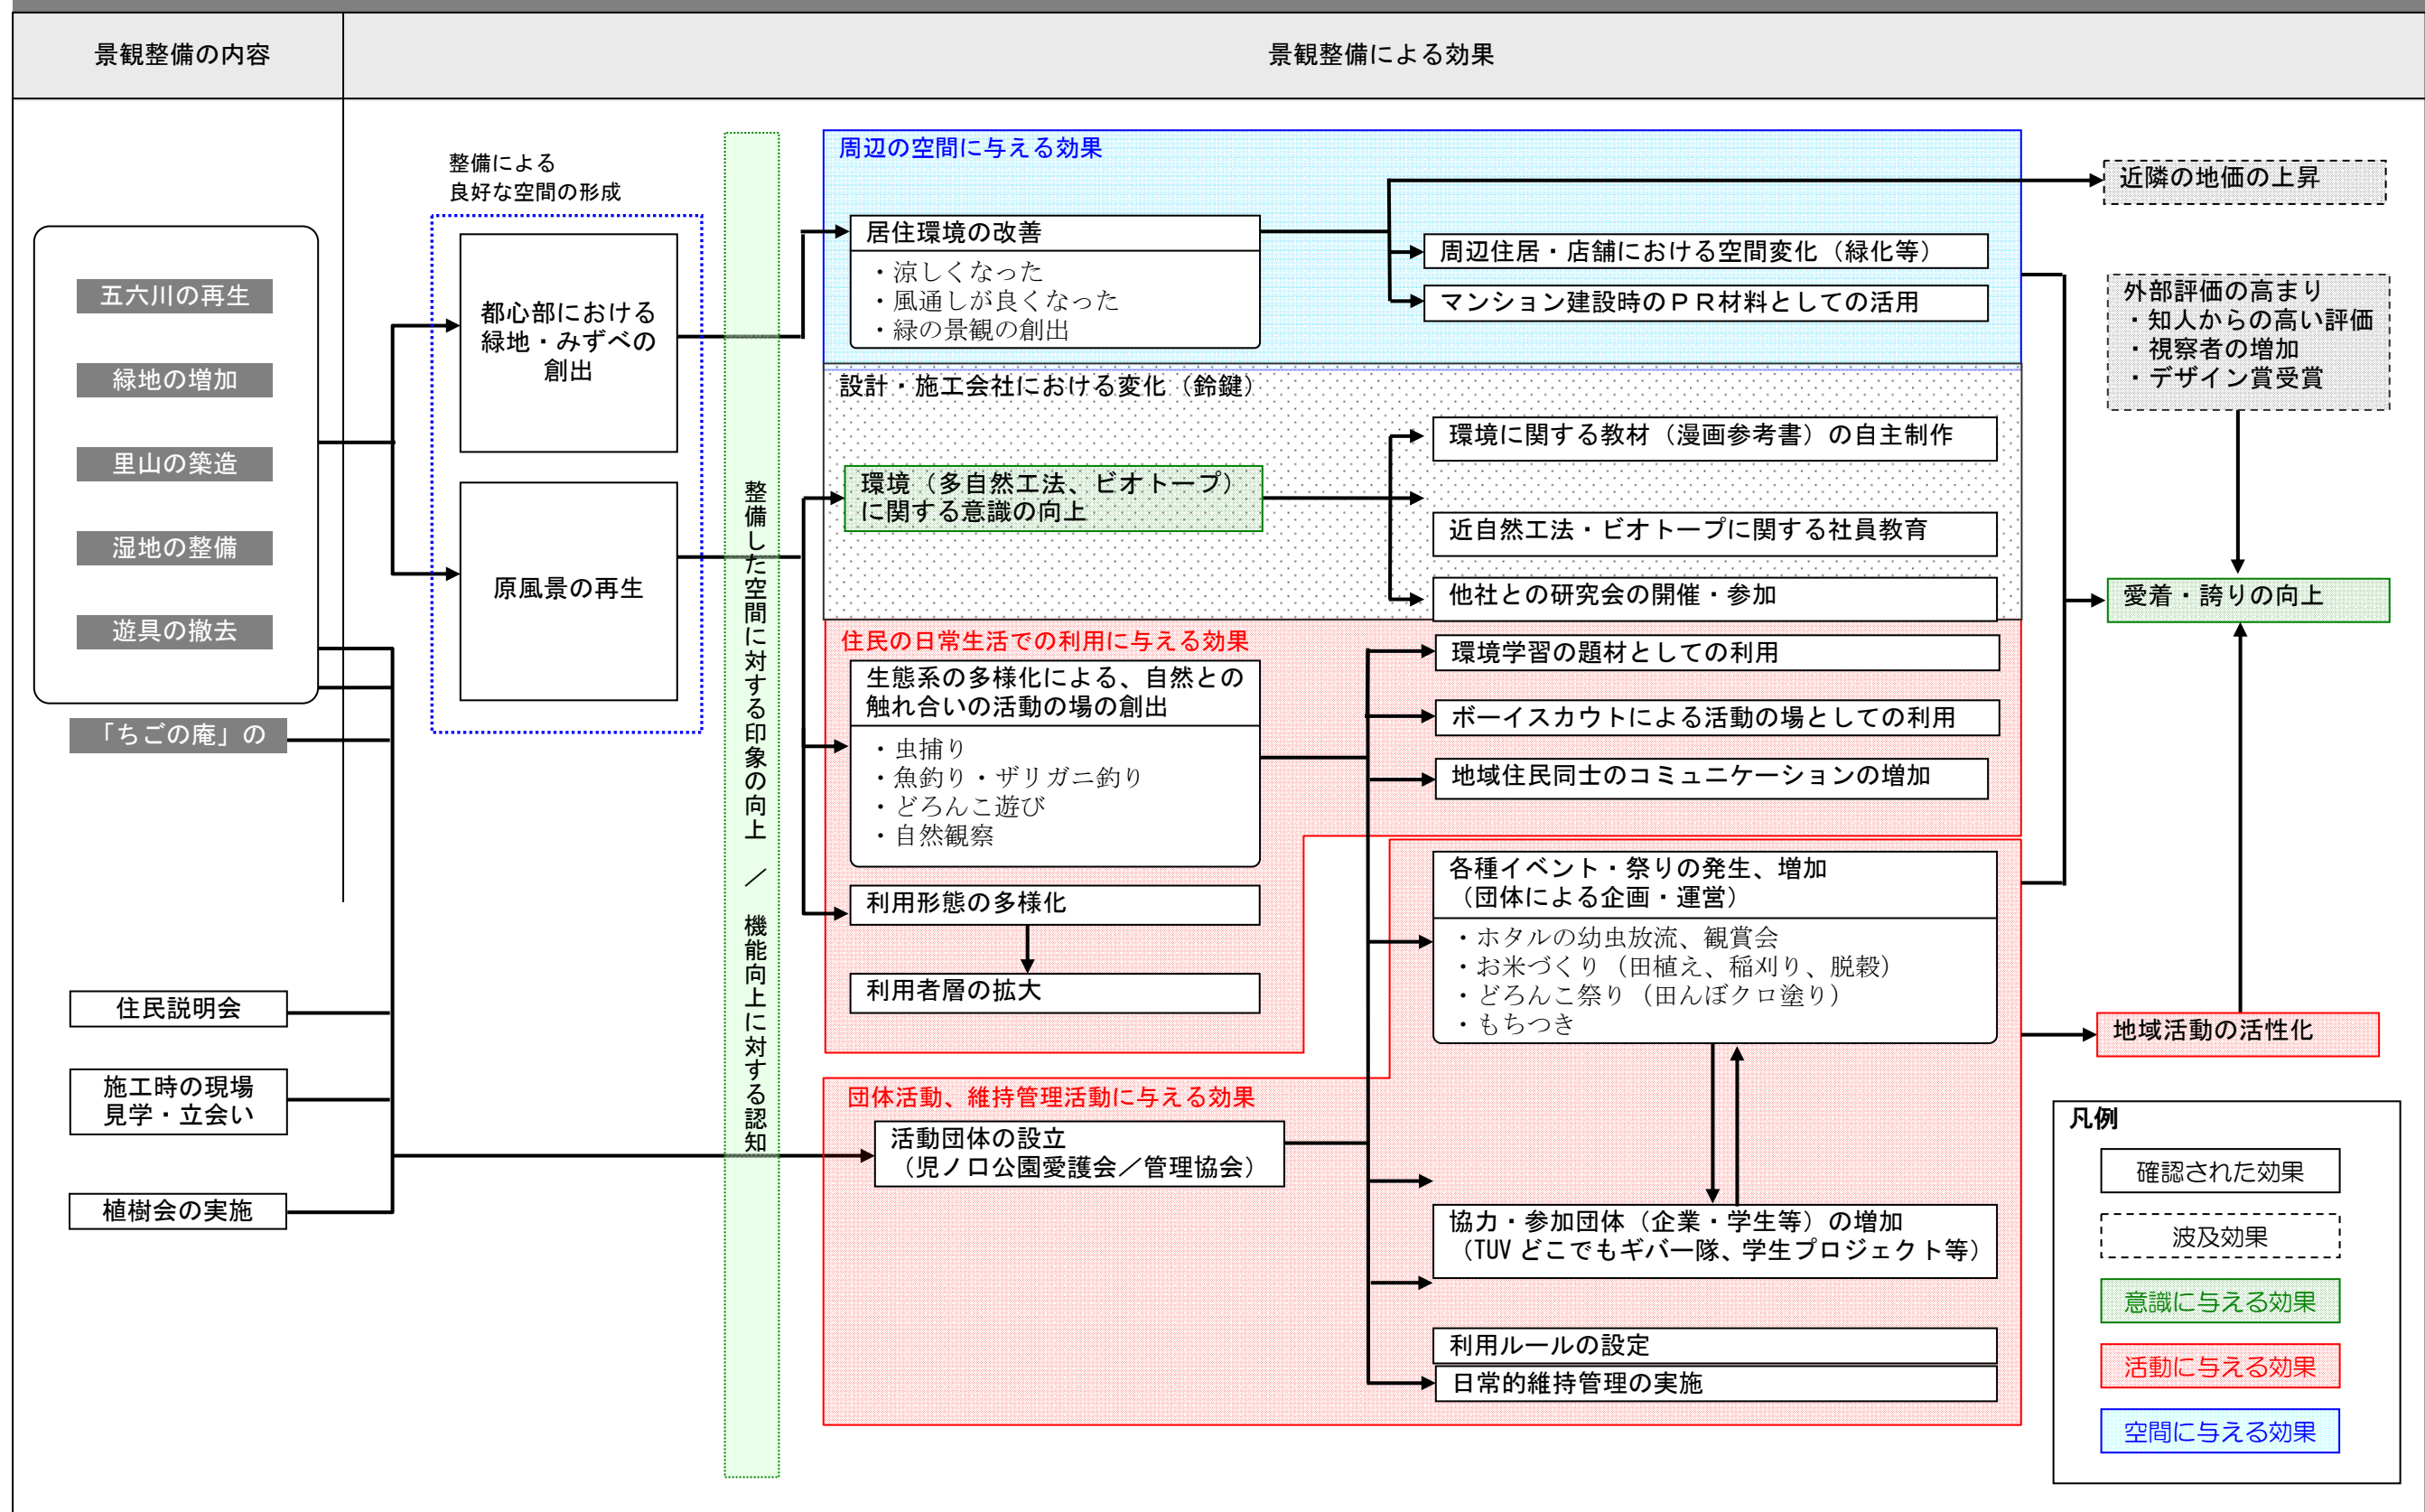 景観整備の内容
景観整備による効果
整備による
良好な空間の形成
五六川の再生
緑地の増加
里山の築造
湿地の整備
遊具の撤去
「ちごの庵」の
住民説明会
施工時の現場
見学・立会い
植樹会の実施
都心部における
緑地・みずべの
創出
原風景の再生
整備した空間に対する印象の向上　／　機能向上に対する認知
周辺の空間に与える効果
居住環境の改善
・涼しくなった
・風通しが良くなった
・緑の景観の創出
周辺住居・店舗における空間変化（緑化等）
マンション建設時のＰＲ材料としての活用
設計・施工会社における変化（鈴鍵）
環境（多自然工法、ビオトープ）
に関する意識の向上
環境に関する教材（漫画参考書）の自主制作
近自然工法・ビオトープに関する社員教育
他社との研究会の開催・参加
住民の日常生活での利用に与える効果
生態系の多様化による、自然との
触れ合いの活動の場の創出
・虫捕り
・魚釣り・ザリガニ釣り
・どろんこ遊び
・自然観察
利用形態の多様化
利用者層の拡大
環境学習の題材としての利用
ボーイスカウトによる活動の場としての利用
地域住民同士のコミュニケーションの増加
団体活動、維持管理活動に与える効果
活動団体の設立
（児ノ口公園愛護会／管理協会）
各種イベント・祭りの発生、増加
（団体による企画・運営）
・ホタルの幼虫放流、観賞会
・お米づくり（田植え、稲刈り、脱穀）
・どろんこ祭り（田んぼクロ塗り）
・もちつき
協力・参加団体（企業・学生等）の増加
（TUV どこでもギバー隊、学生プロジェクト等）
利用ルールの設定
日常的維持管理の実施
近隣の地価の上昇
外部評価の高まり
・知人からの高い評価
・視察者の増加
・デザイン賞受賞
愛着・誇りの向上
地域活動の活性化
凡例
確認された効果
波及効果
意識に与える効果
活動に与える効果
空間に与える効果